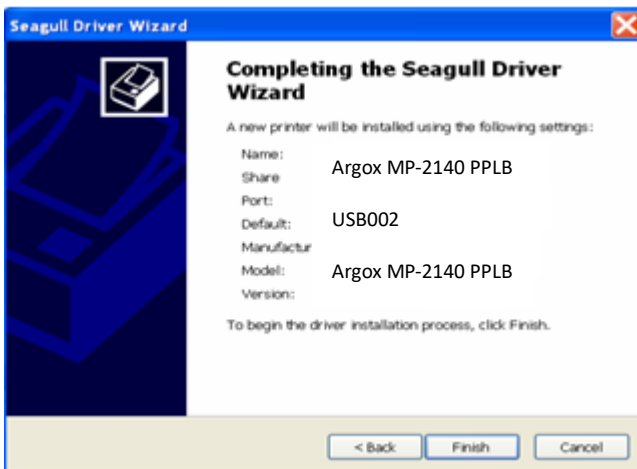 Seagull Driver Wizard
Completing the Seagull Driver
Wizard
A new printer will be installed using the following settings:
Name:
Argox MP-2140 PPLB
Share
Port:
USB002
Default:
Manufactur
Model:
Argox MP-2140 PPLB
Version:
To begin the driver installation process, click Finish.
< Back Finish Cancel